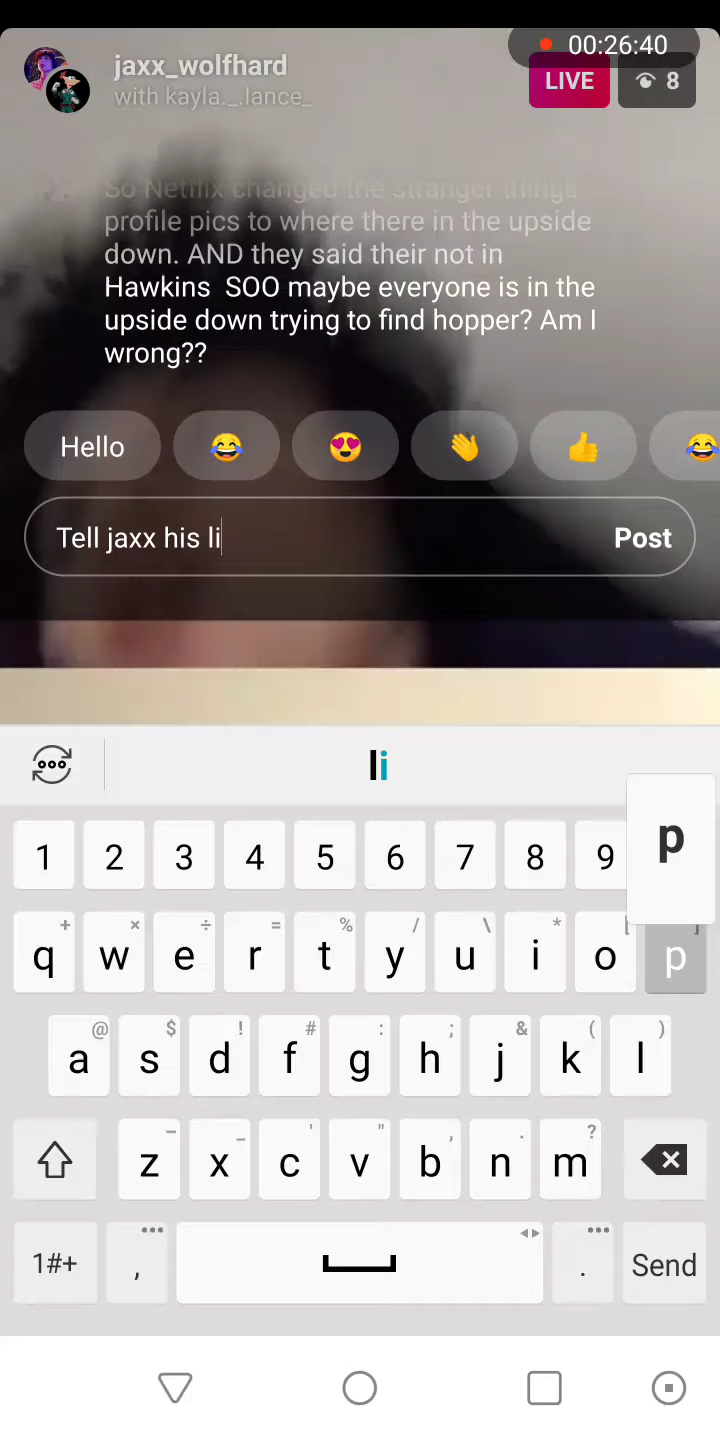 00:26:40
jaxx_wolfhard
with kayla._.lance_
LIVE
8
So Netflix changed the stranger things
profile pics to where there in the upside
down. AND they said their not in
Hawkins  SOO maybe everyone is in the
upside down trying to find hopper? Am I
wrong??
Hello
Tell jaxx his li
Post
li
p
1 2 3 4 5 6 7 8 9
+ × ÷ = % / \ * [ ]
q w e r t y u i o p
@ $ ! # : ; & ( )
a s d f g h j k l
– _ ' " , . ?
z x c v b n m
1#+ , . Send